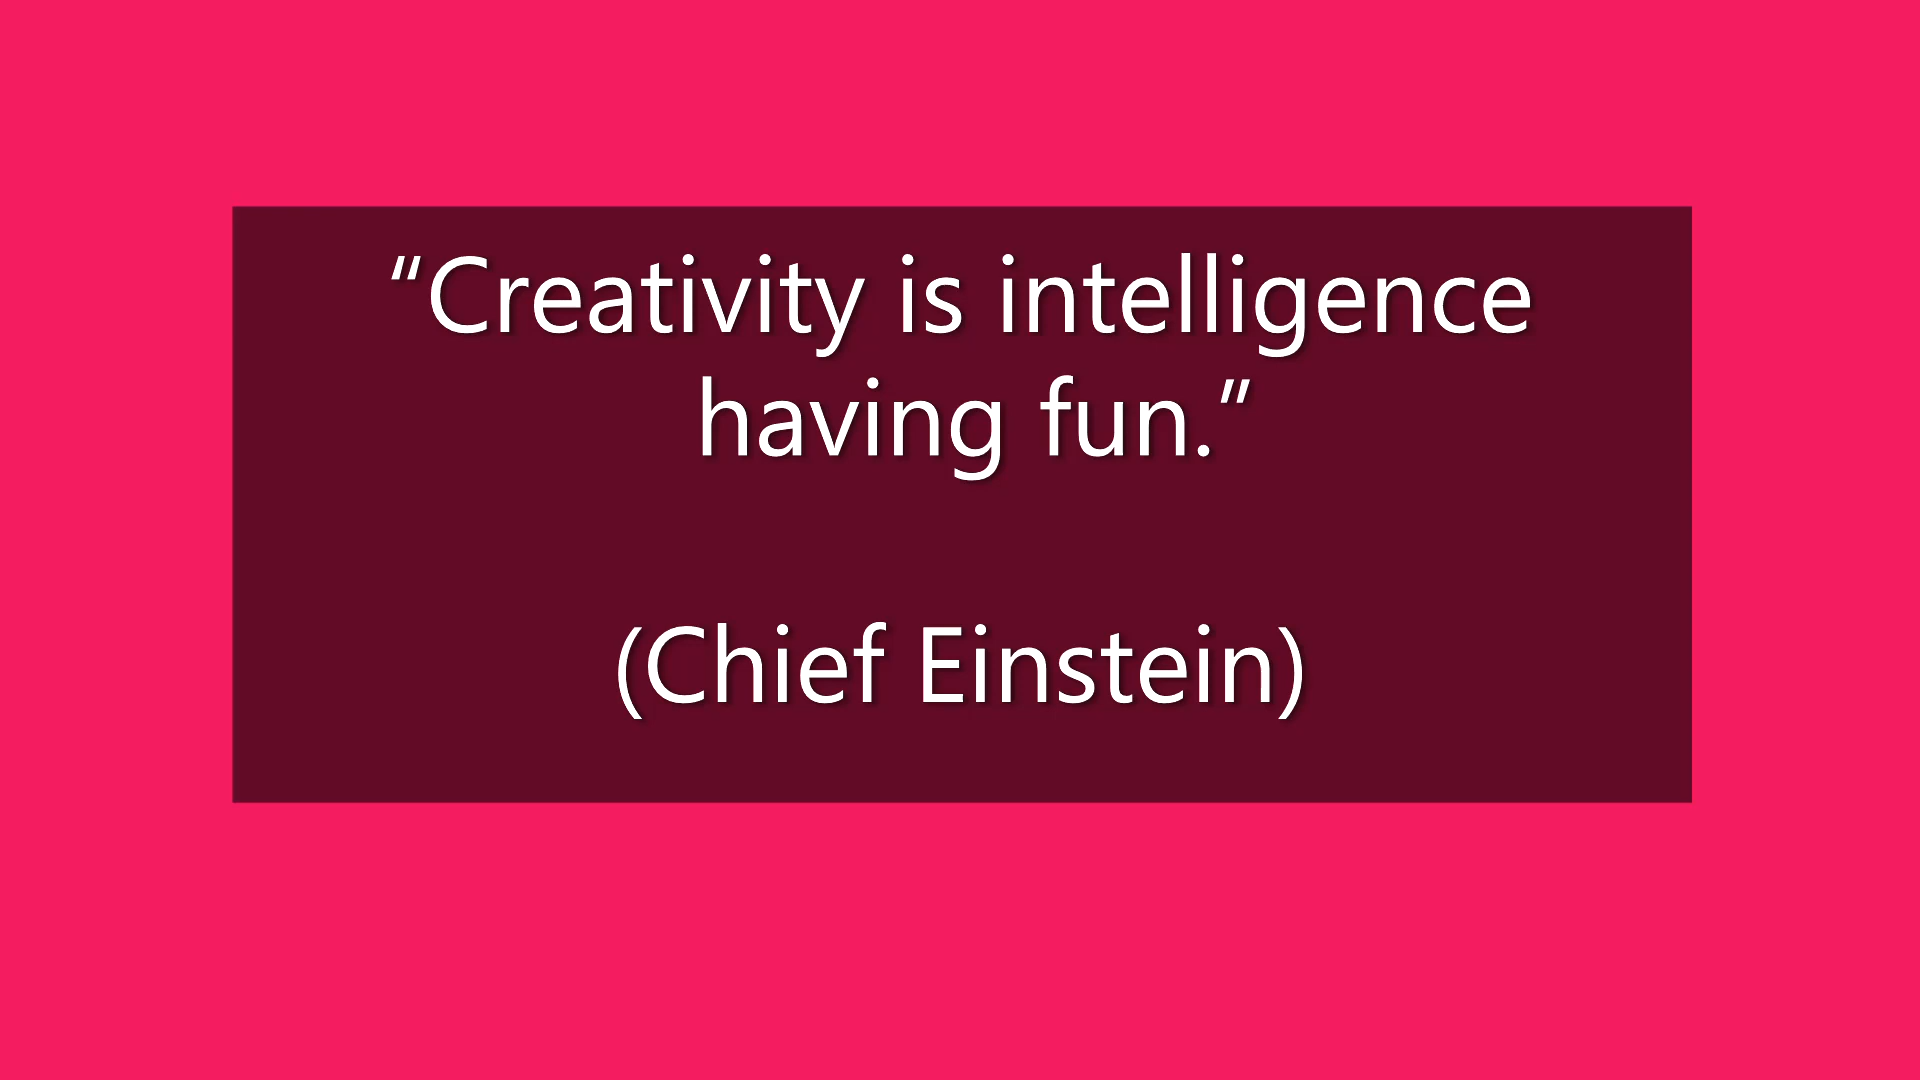 “Creativity is intelligence
having fun.”
(Chief Einstein)